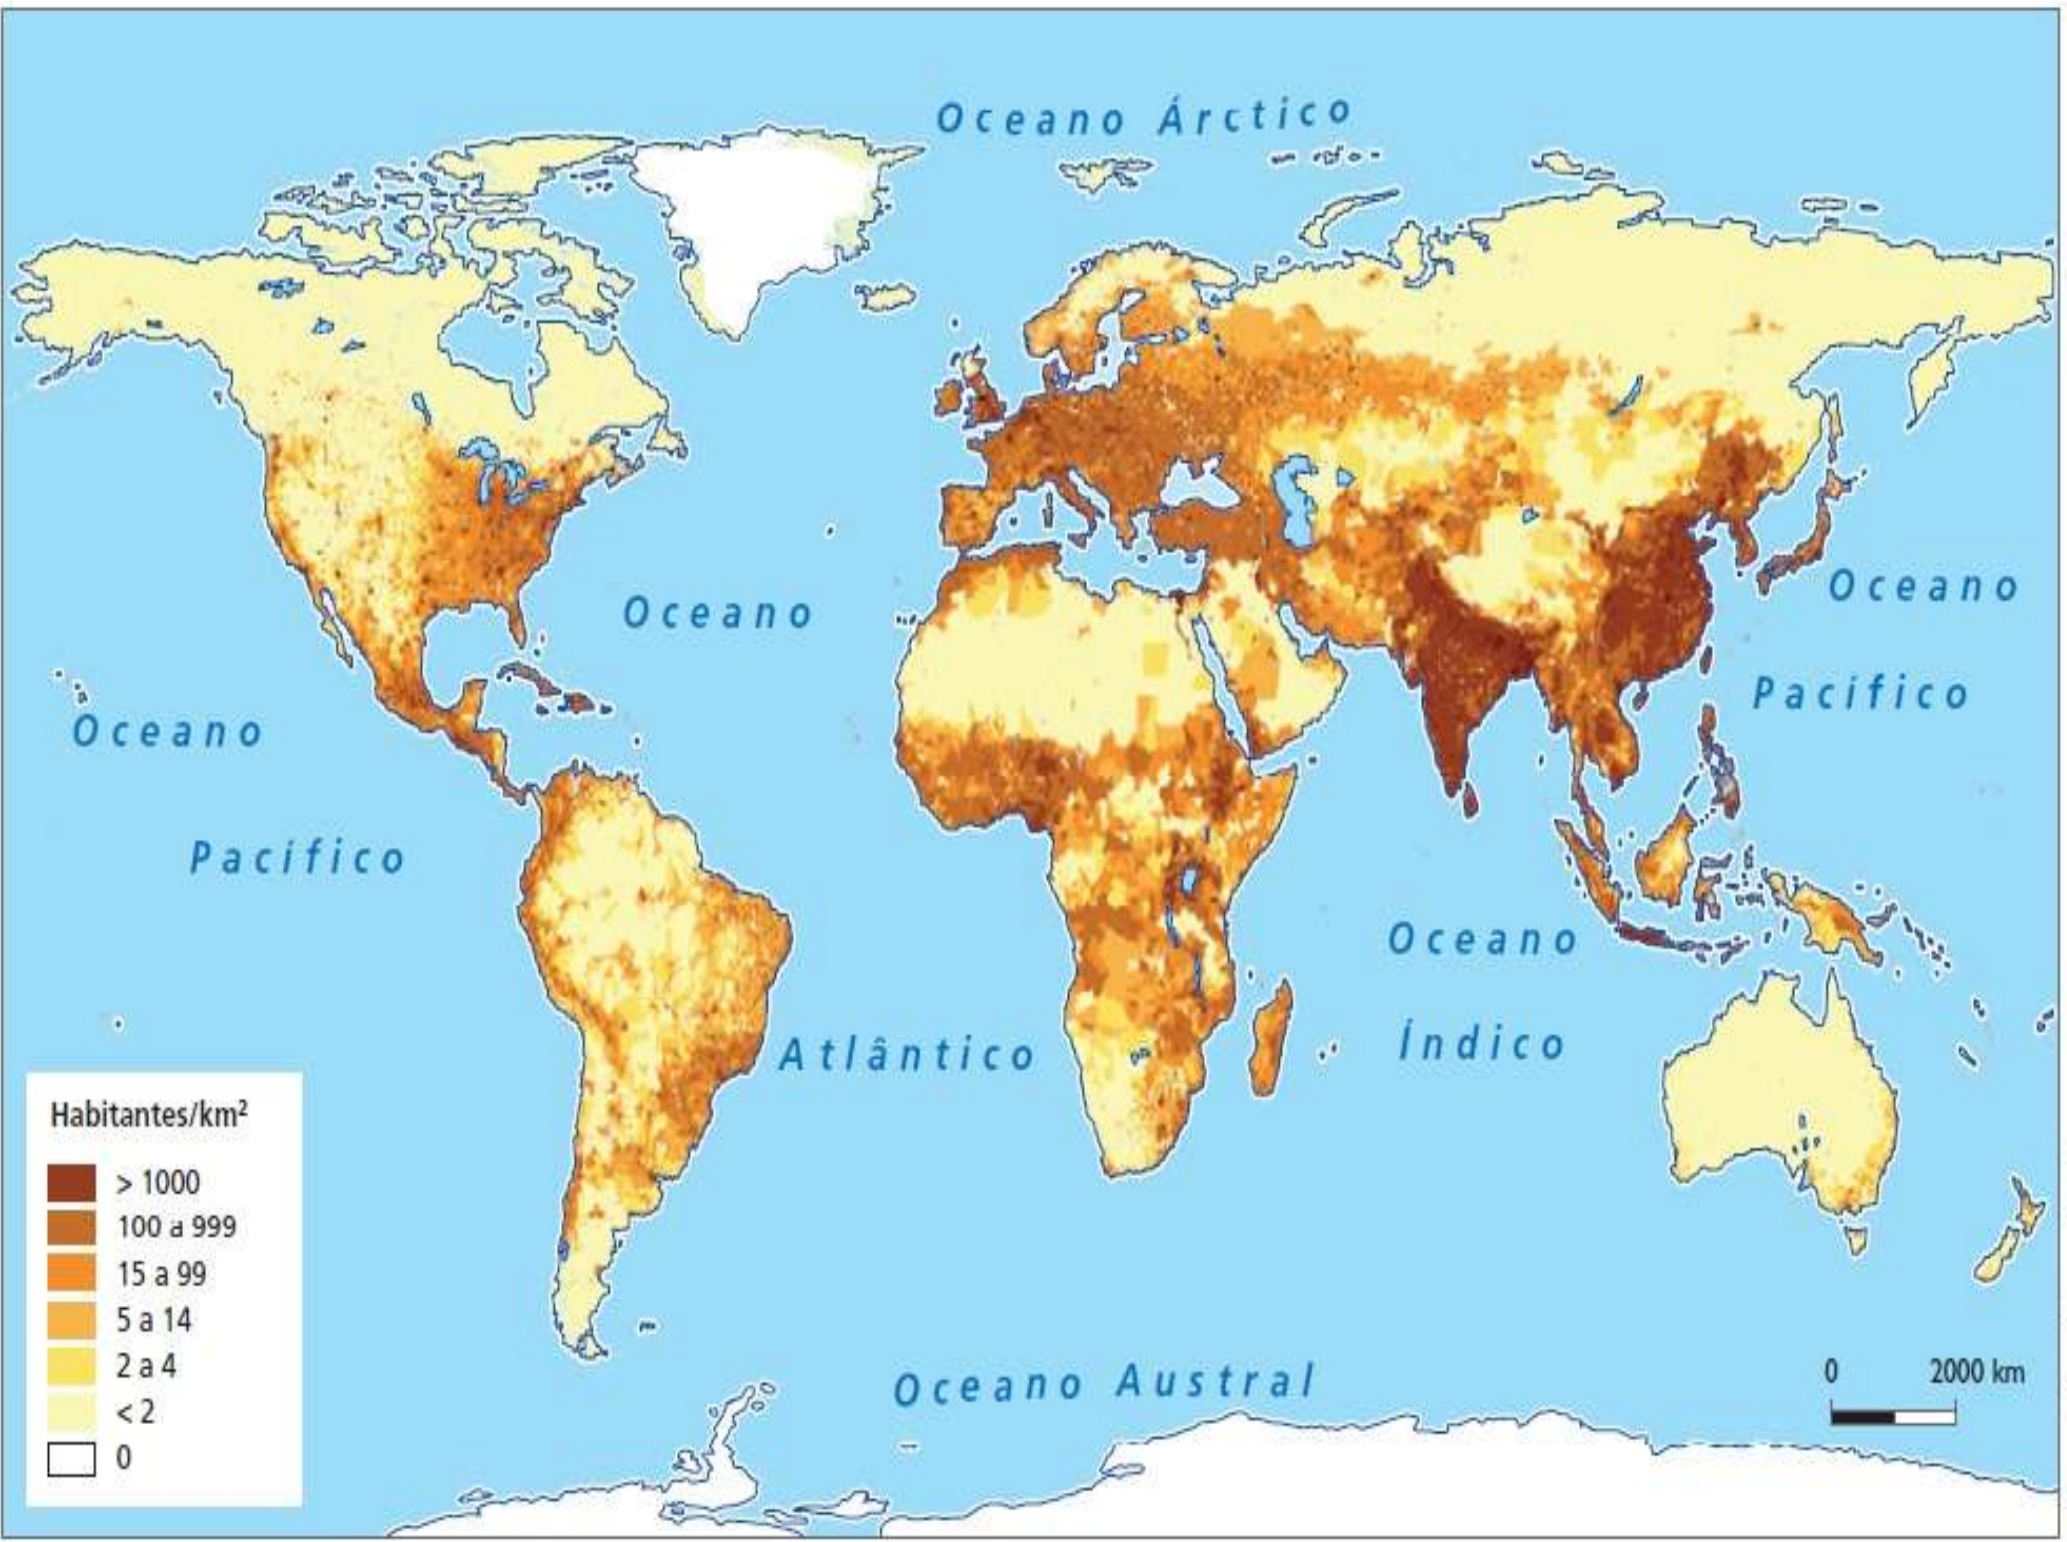 Oceano Árctico
Oceano
Oceano
Pacífico
Oceano
Pacífico
Oceano
Índico
Atlântico
Habitantes/km²
> 1000
100 a 999
15 a 99
5 a 14
2 a 4
< 2
0
Oceano Austral
0 2000 km